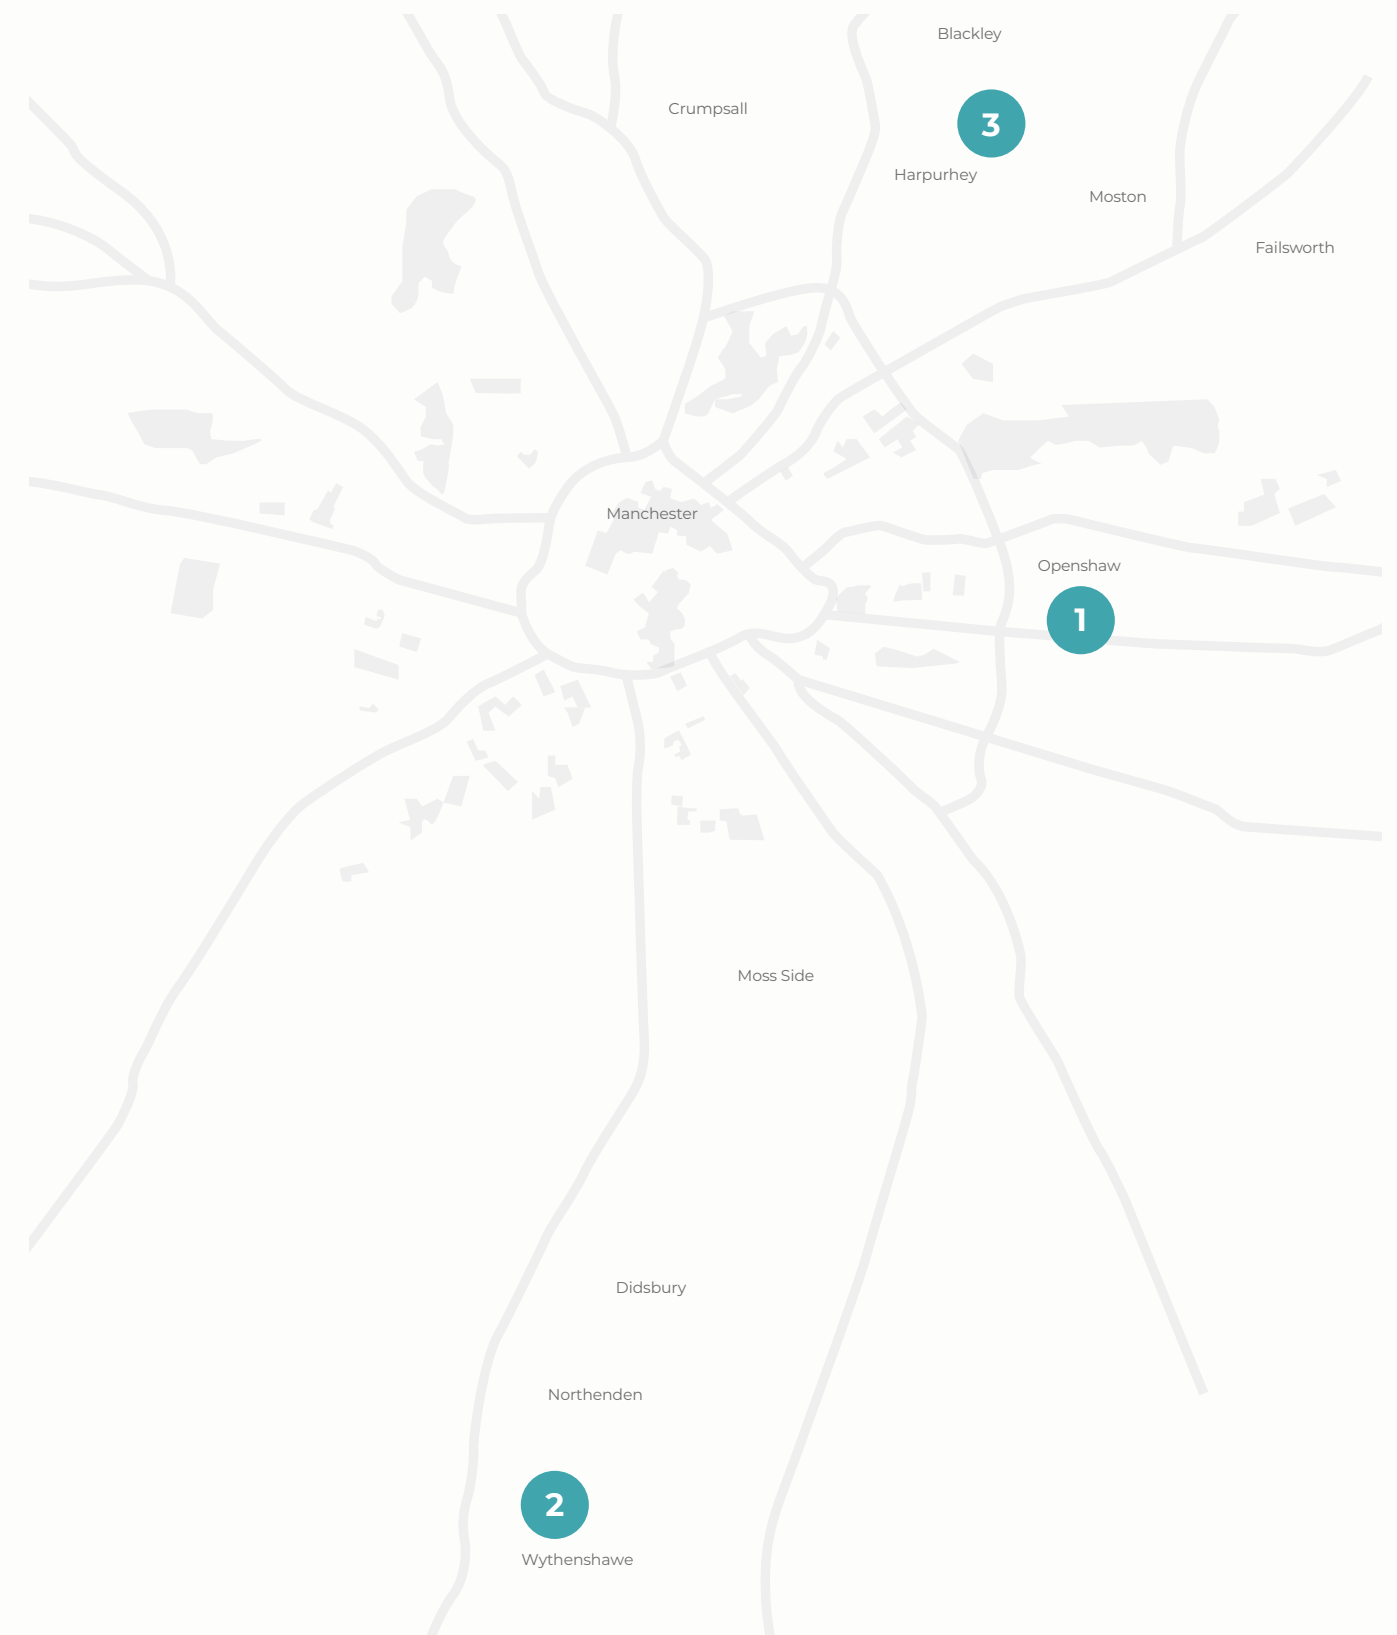 Blackley
Crumpsall
3
Harpurhey
Moston
Failsworth
Manchester
Openshaw
1
Moss Side
Didsbury
Northenden
2
Wythenshawe